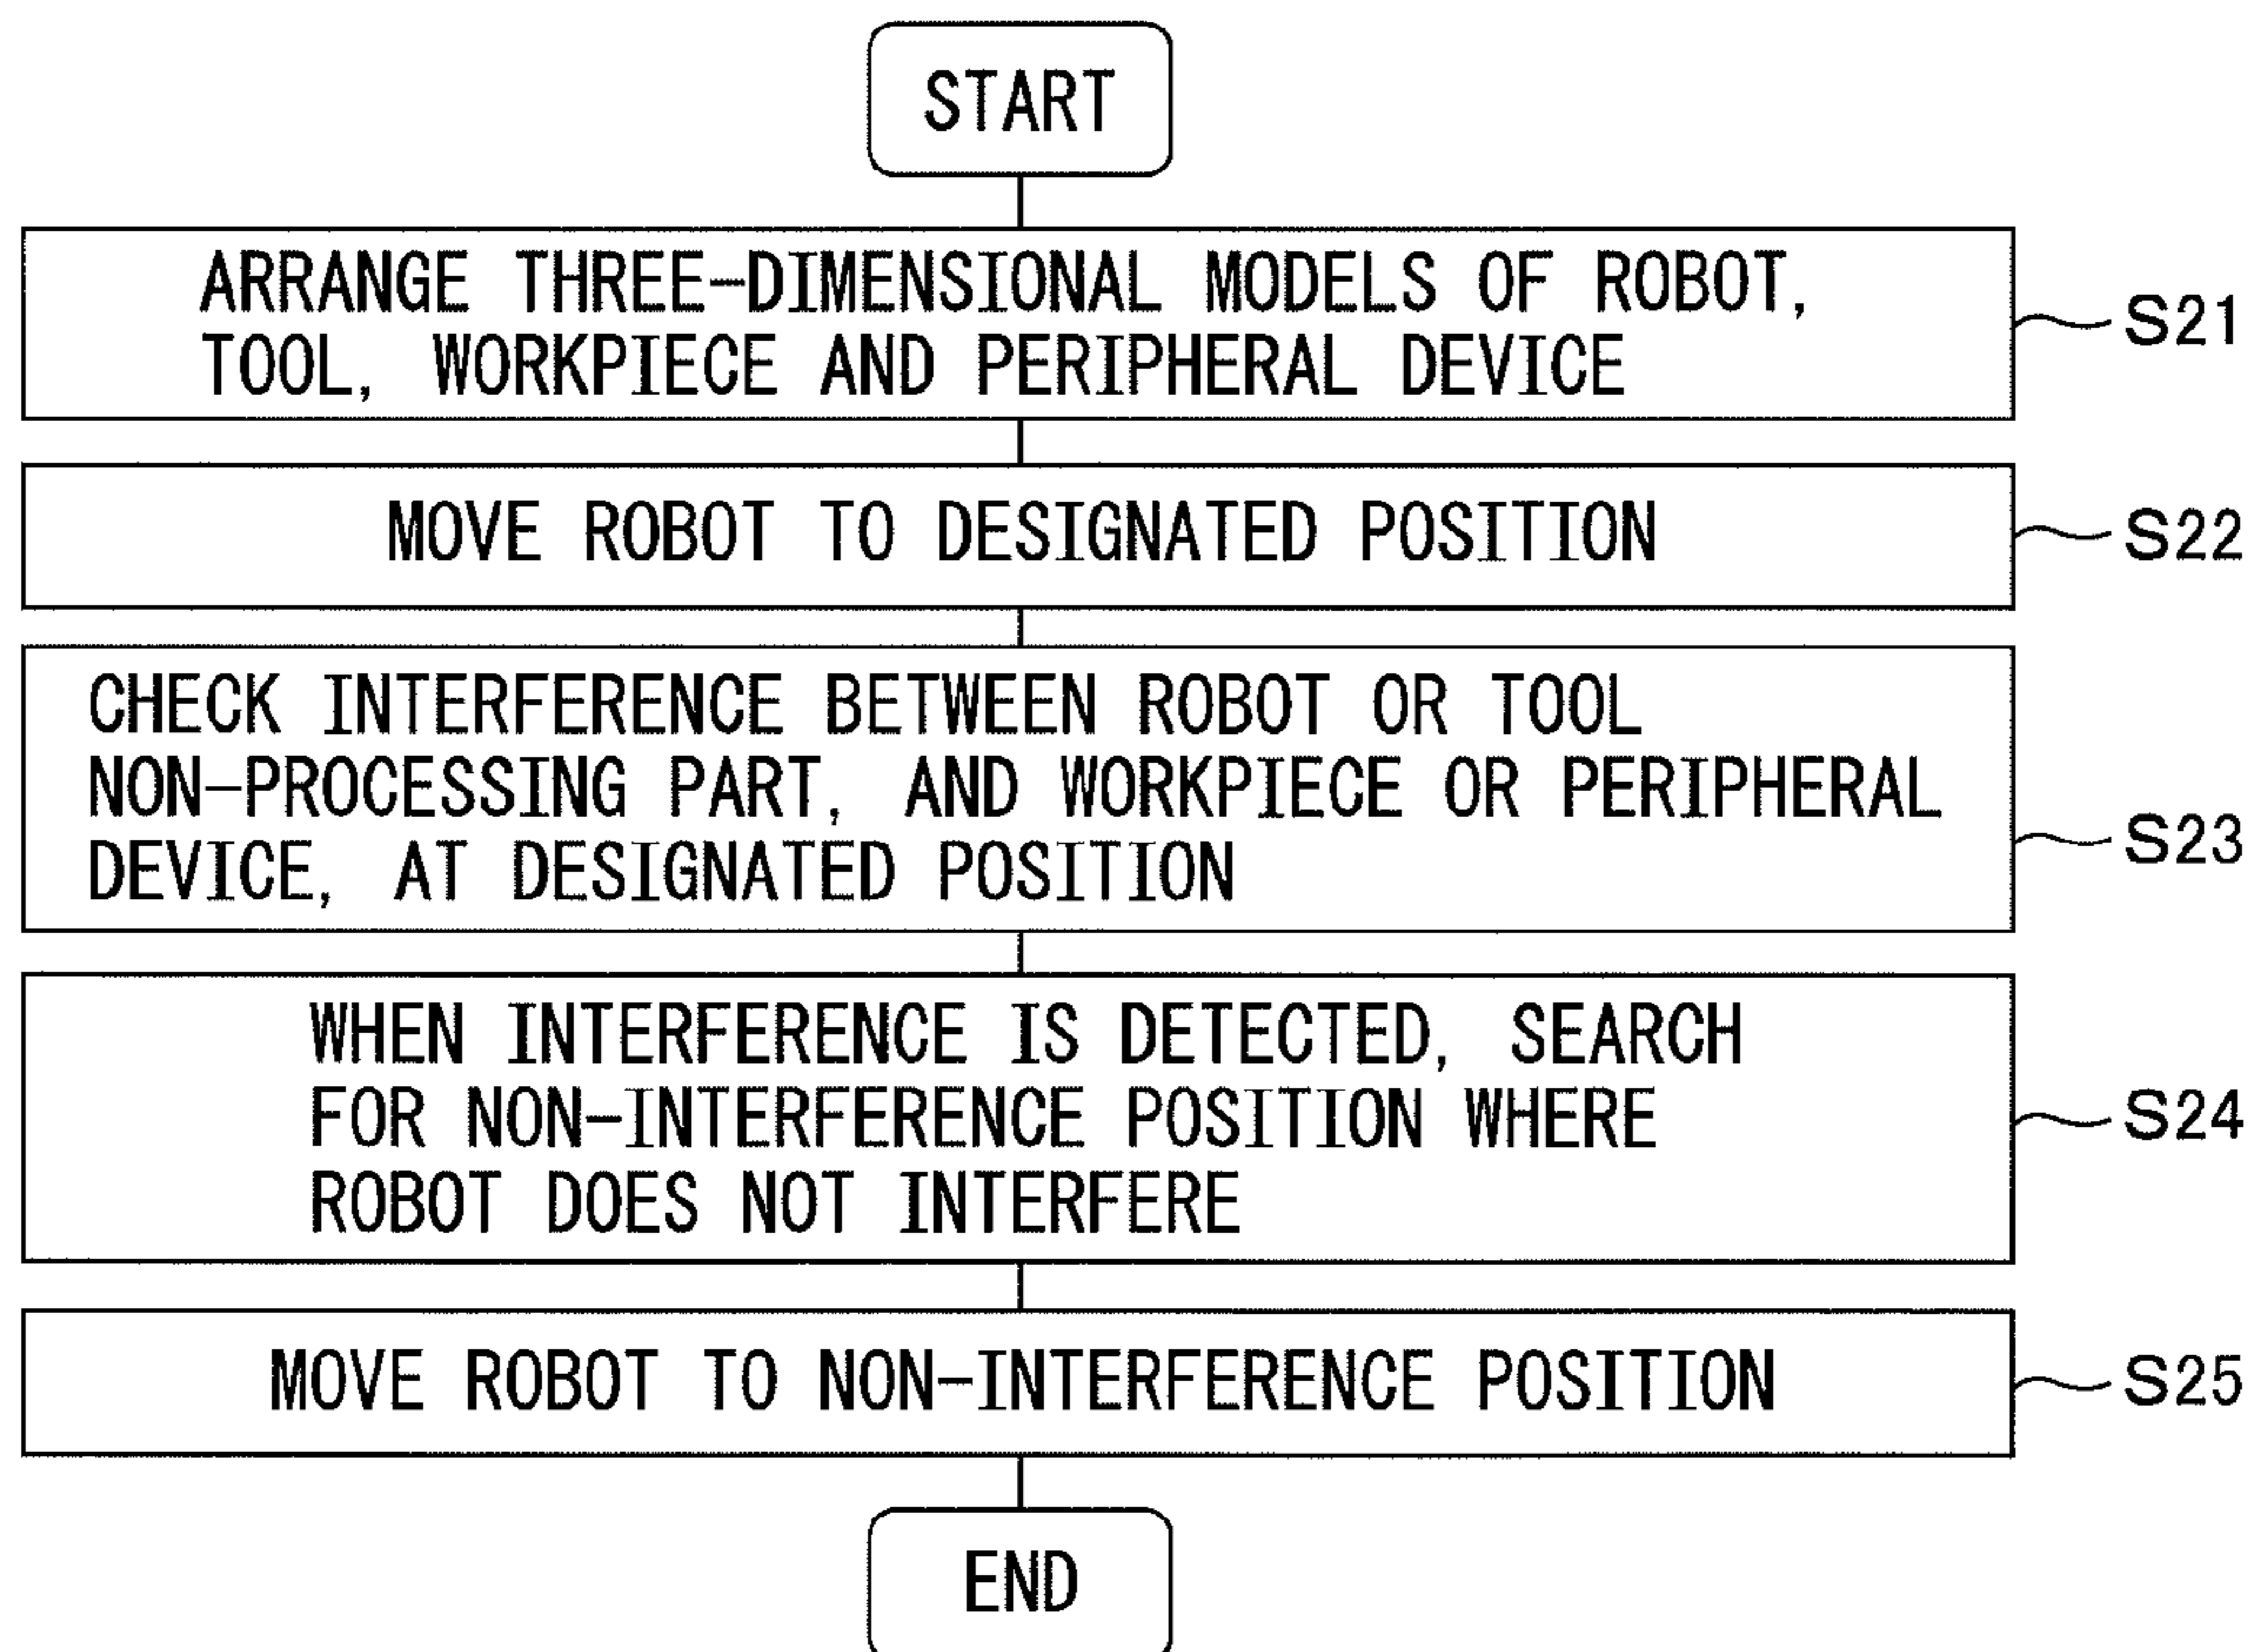 START
ARRANGE THREE-DIMENSIONAL MODELS OF ROBOT,
TOOL, WORKPIECE AND PERIPHERAL DEVICE
S21
MOVE ROBOT TO DESIGNATED POSITION
S22
CHECK INTERFERENCE BETWEEN ROBOT OR TOOL
NON-PROCESSING PART, AND WORKPIECE OR PERIPHERAL
DEVICE, AT DESIGNATED POSITION
S23
WHEN INTERFERENCE IS DETECTED, SEARCH
FOR NON-INTERFERENCE POSITION WHERE
ROBOT DOES NOT INTERFERE
S24
MOVE ROBOT TO NON-INTERFERENCE POSITION
S25
END